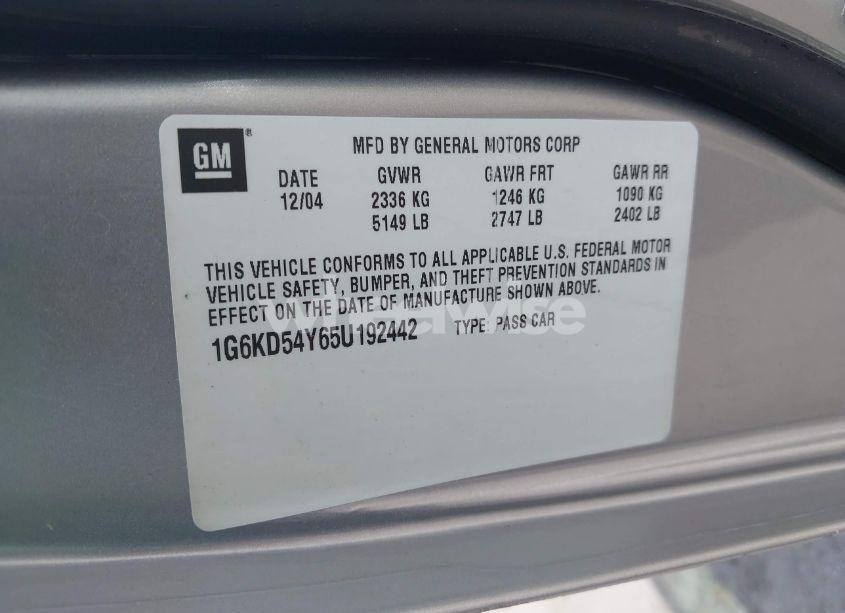 GM®
MFD BY GENERAL MOTORS CORP
DATE GVWR GAWR FRT GAWR RR
12/04 2336 KG 1246 KG 1090 KG
5149 LB 2747 LB 2402 LB
THIS VEHICLE CONFORMS TO ALL APPLICABLE U.S. FEDERAL MOTOR
VEHICLE SAFETY, BUMPER, AND THEFT PREVENTION STANDARDS IN
EFFECT ON THE DATE OF MANUFACTURE SHOWN ABOVE.
1G6KD54Y65U192442 TYPE: PASS CAR